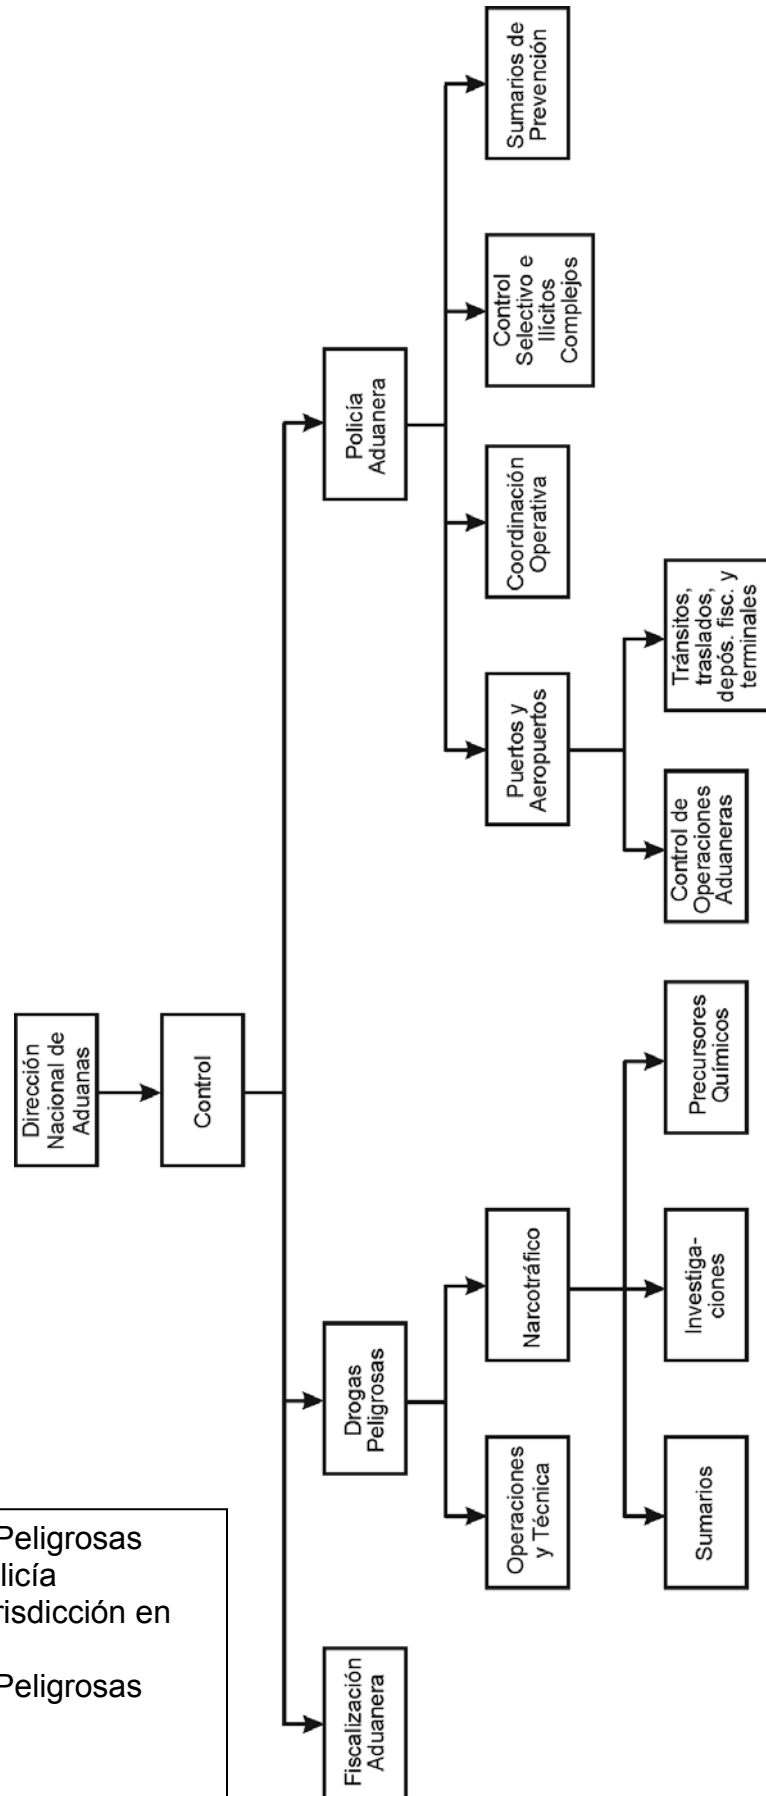 Dirección
Nacional de
Aduanas
Control
Fiscalización
Aduanera
Drogas
Peligrosas
Policía
Aduanera
Operaciones
y Técnica
Narcotráfico
Puertos y
Aeropuertos
Coordinación
Operativa
Control
Selectivo e
Ilícitos
Complejos
Sumarios de
Prevención
Sumarios
Investiga-
ciones
Precursores
Químicos
Control de
Operaciones
Aduaneras
Tránsitos,
traslados,
depós. fisc. y
terminales
Peligrosas
licía
risdicción en
Peligrosas